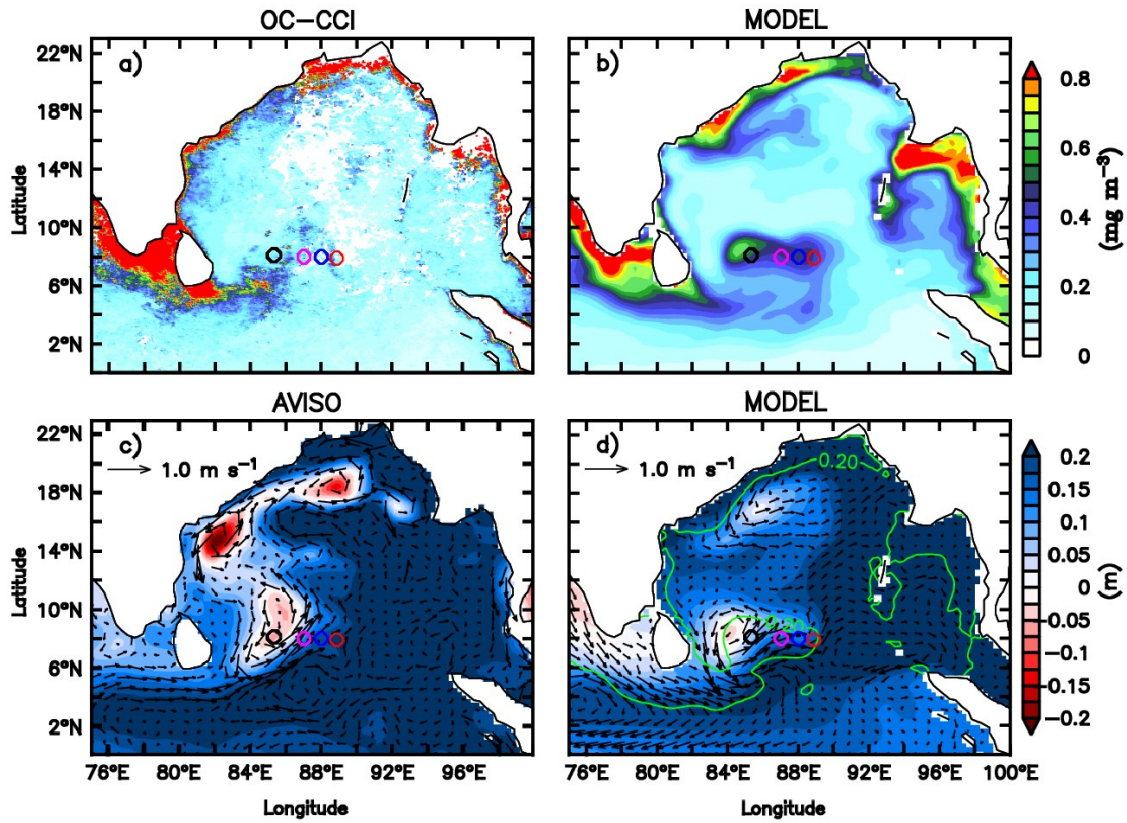 OC-CCI MODEL
a) b)
22°N
18°N
14°N
10°N
6°N
2°N
Latitude
0.8
0.6
0.4
0.2
0
(mg m⁻³)
AVISO MODEL
c) d)
1.0 m s⁻¹ 1.0 m s⁻¹
0.20
0.20
22°N
18°N
14°N
10°N
6°N
2°N
Latitude
0.2
0.15
0.1
0.05
0
-0.05
-0.1
-0.15
-0.2
(m)
76°E 80°E 84°E 88°E 92°E 96°E 76°E 80°E 84°E 88°E 92°E 96°E 100°E
Longitude Longitude